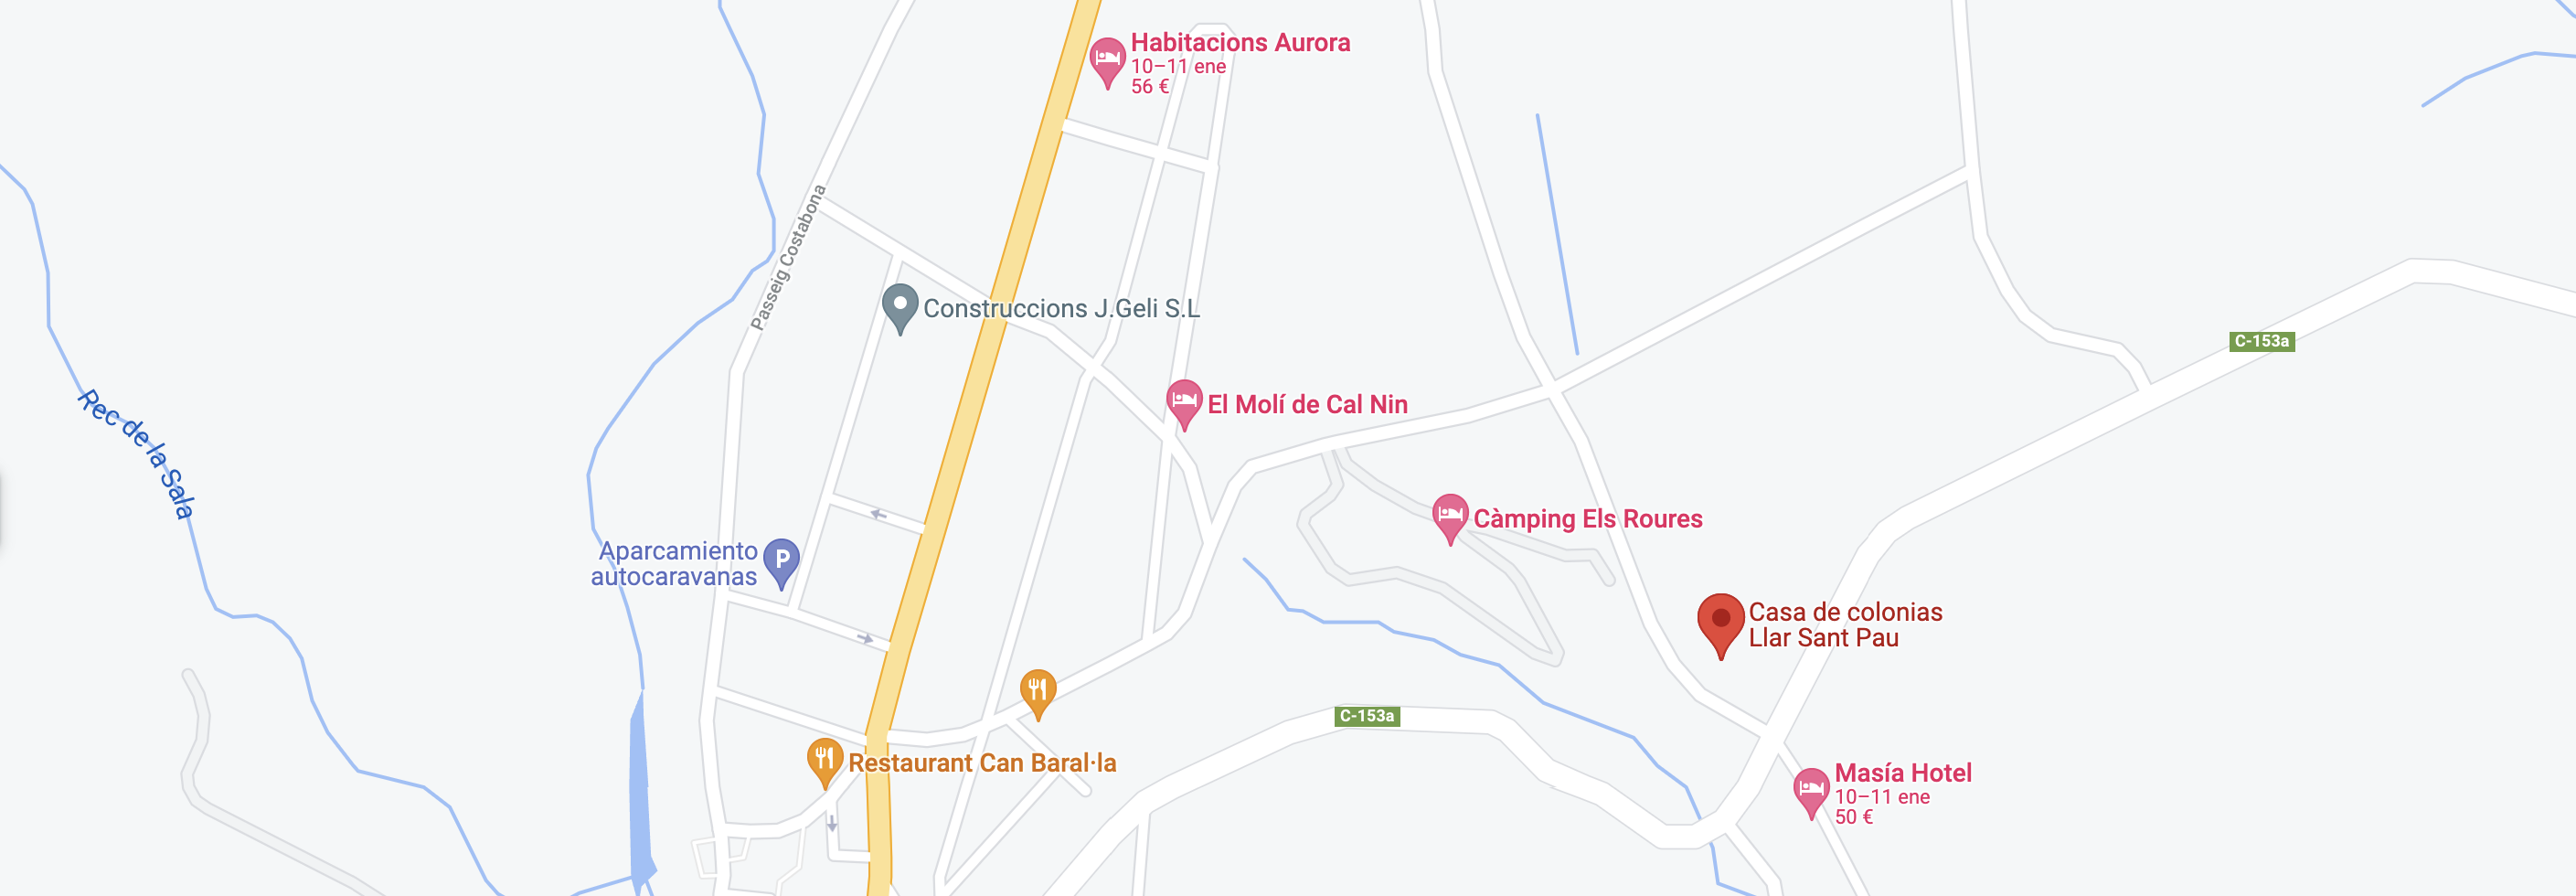 Habitacions Aurora
10–11 ene
56 €
Passeig Costabona
Construccions J.Geli S.L
C-153a
Rec de la Sala
El Molí de Cal Nin
Càmping Els Roures
Aparcamiento
autocaravanas
P
Casa de colonias
Llar Sant Pau
C-153a
Restaurant Can Baral·la
Masía Hotel
10–11 ene
50 €